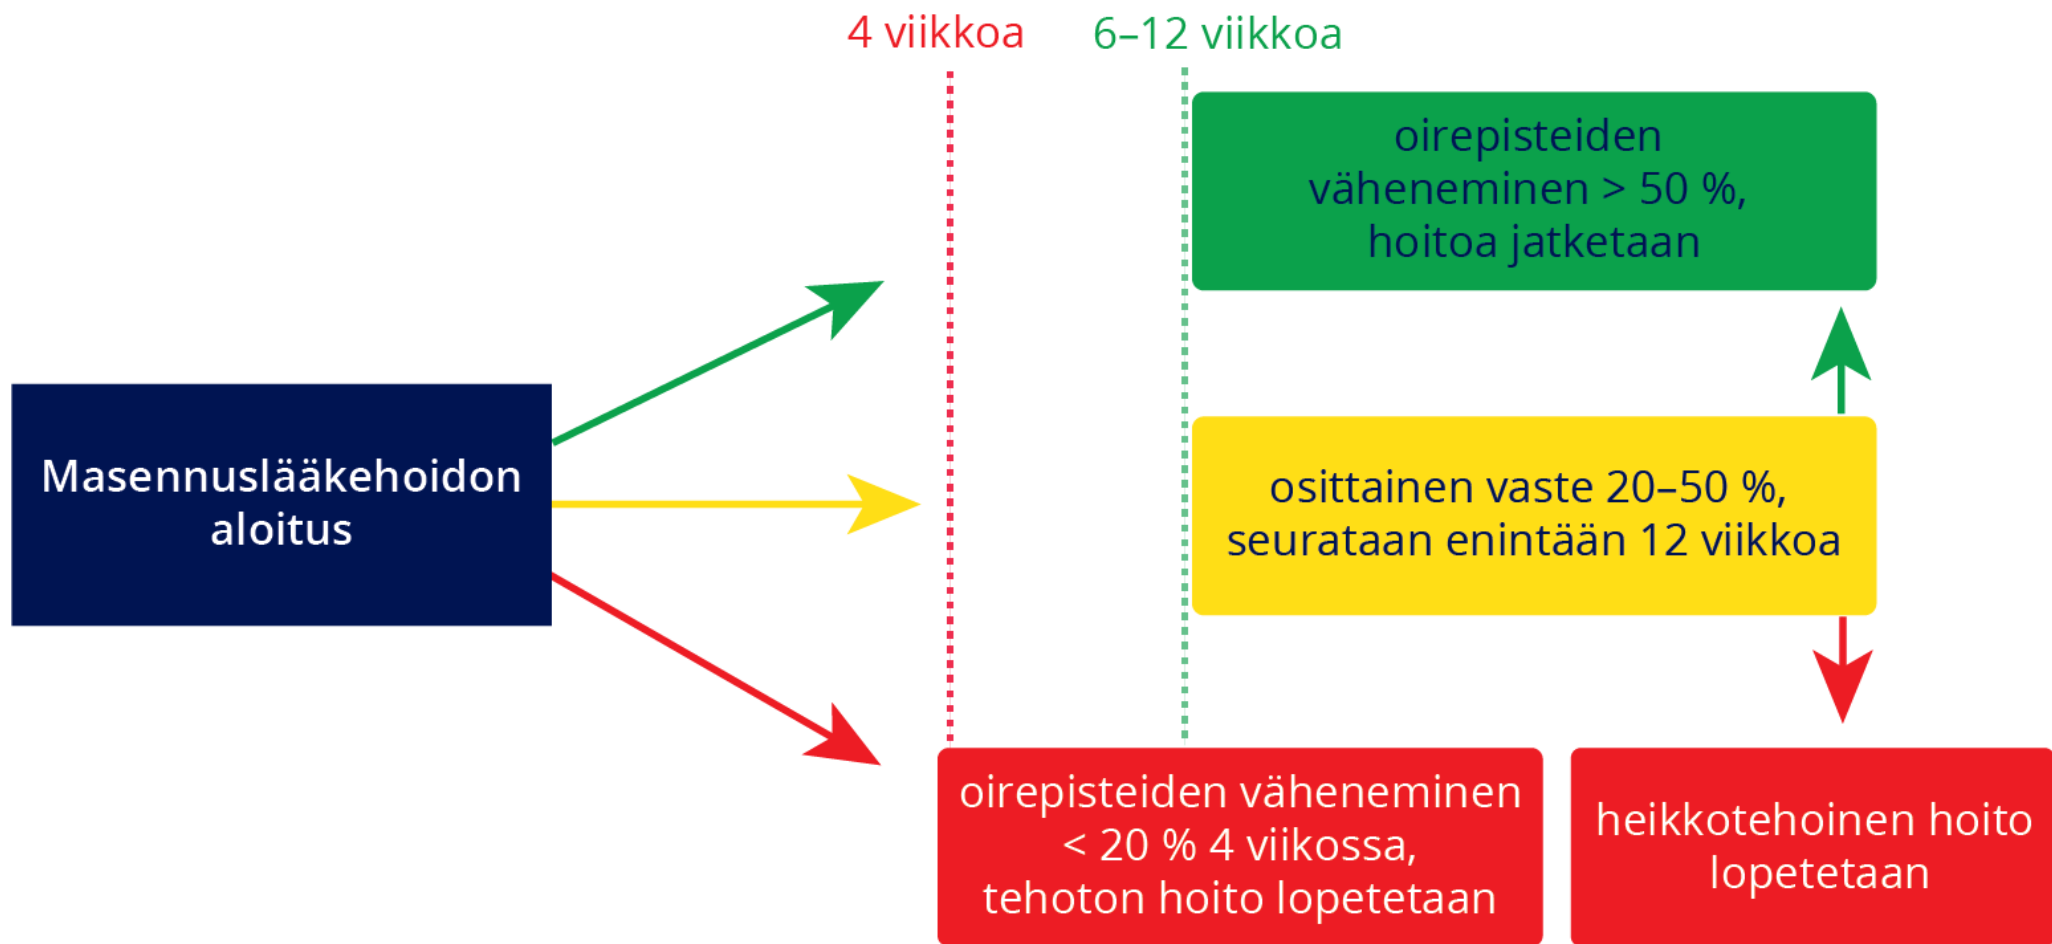 4 viikkoa
6–12 viikkoa
oirepisteiden
väheneminen > 50 %,
hoitoa jatketaan
Masennuslääkehoidon
aloitus
osittainen vaste 20–50 %,
seurataan enintään 12 viikkoa
oirepisteiden väheneminen
< 20 % 4 viikossa,
tehoton hoito lopetetaan
heikkotehoinen hoito
lopetetaan